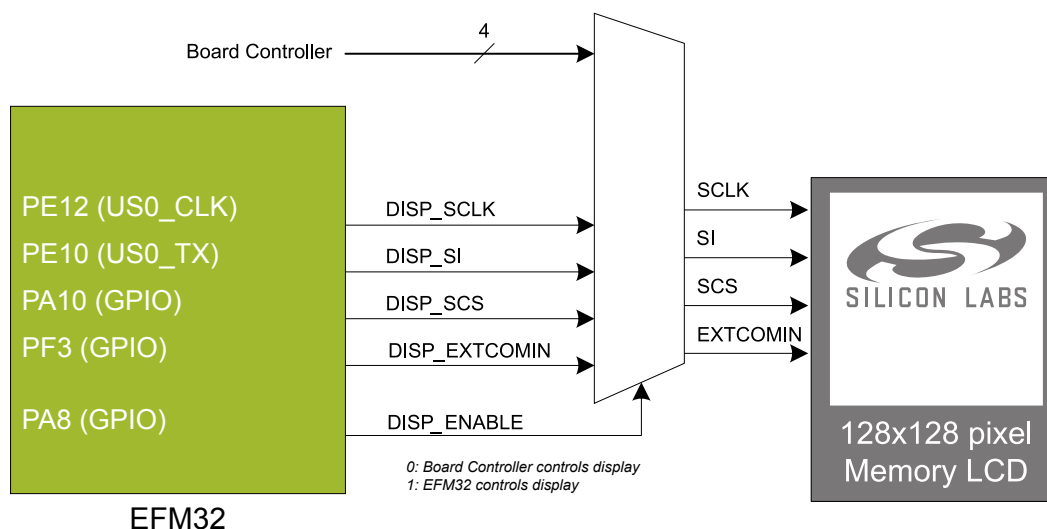 4
Board Controller
PE12 (US0_CLK)
DISP_SCLK
SCLK
PE10 (US0_TX)
DISP_SI
SI
PA10 (GPIO)
DISP_SCS
SCS
PF3 (GPIO)
DISP_EXTCOMIN
EXTCOMIN
PA8 (GPIO)
DISP_ENABLE
0: Board Controller controls display
1: EFM32 controls display
SILICON LABS
128x128 pixel
Memory LCD
EFM32